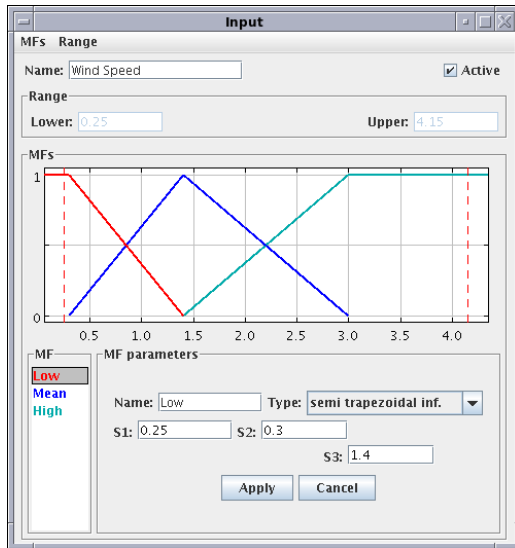 Input
MFs Range
Name: Wind Speed Active
Range
Lower: 0.25 Upper: 4.15
MFs
1
0
0.5 1.0 1.5 2.0 2.5 3.0 3.5 4.0
MF
Low
Mean
High
MF parameters
Name: Low Type: semi trapezoidal inf.
S1: 0.25 S2: 0.3
S3: 1.4
Apply Cancel